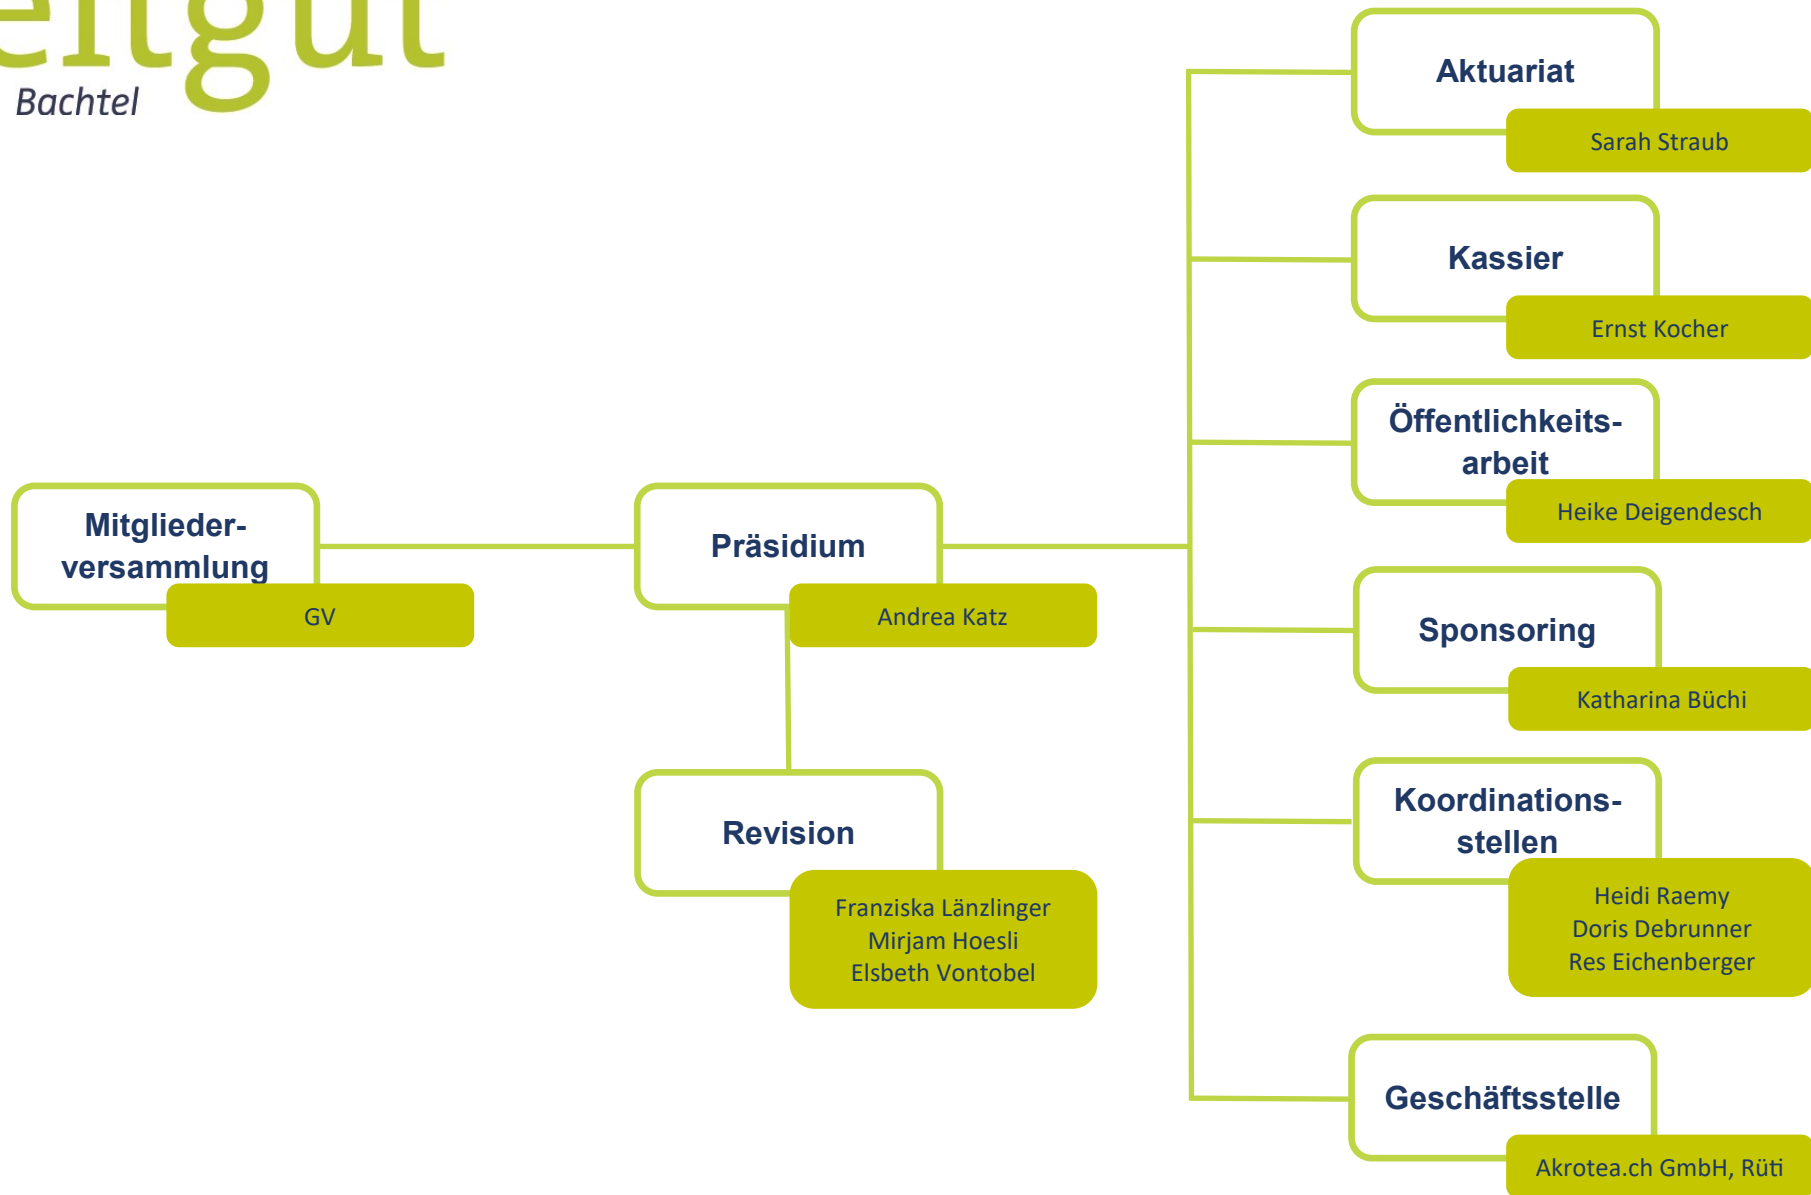 eitgut
Bachtel
Aktuariat
Sarah Straub
Kassier
Ernst Kocher
Öffentlichkeits-
arbeit
Heike Deigendesch
Mitglieder-
versammlung
GV
Präsidium
Andrea Katz
Sponsoring
Katharina Büchi
Revision
Franziska Länzlinger
Mirjam Hoesli
Elsbeth Vontobel
Koordinations-
stellen
Heidi Raemy
Doris Debrunner
Res Eichenberger
Geschäftsstelle
Akrotea.ch GmbH, Rüti